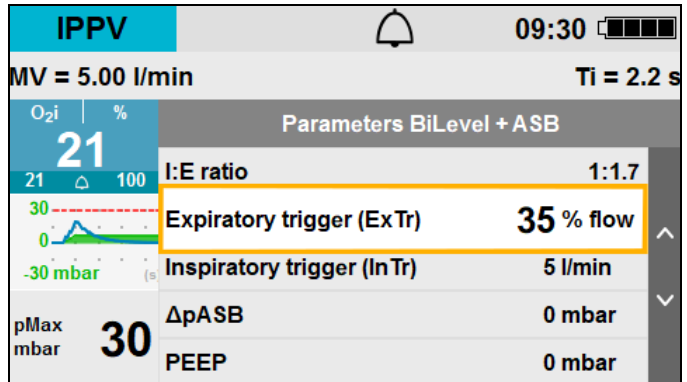 IPPV 09:30
MV = 5.00 l/min Ti = 2.2 s
O₂i %
21
21 100
Parameters BiLevel + ASB
I:E ratio 1:1.7
30
0
-30 mbar (s
Expiratory trigger (ExTr) 35 % flow
Inspiratory trigger (InTr) 5 l/min
pMax
mbar 30
ΔpASB 0 mbar
PEEP 0 mbar